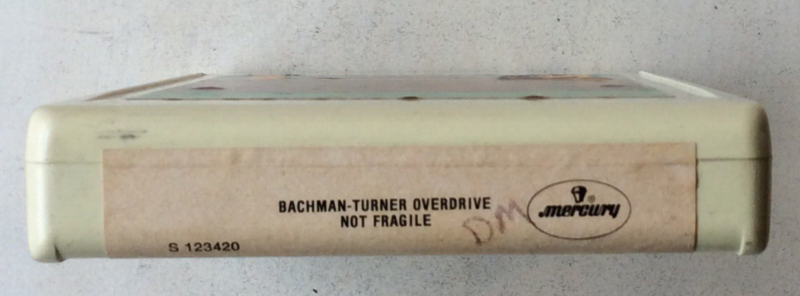 BACHMAN-TURNER OVERDRIVE
NOT FRAGILE
DM
mercury
®
S 123420